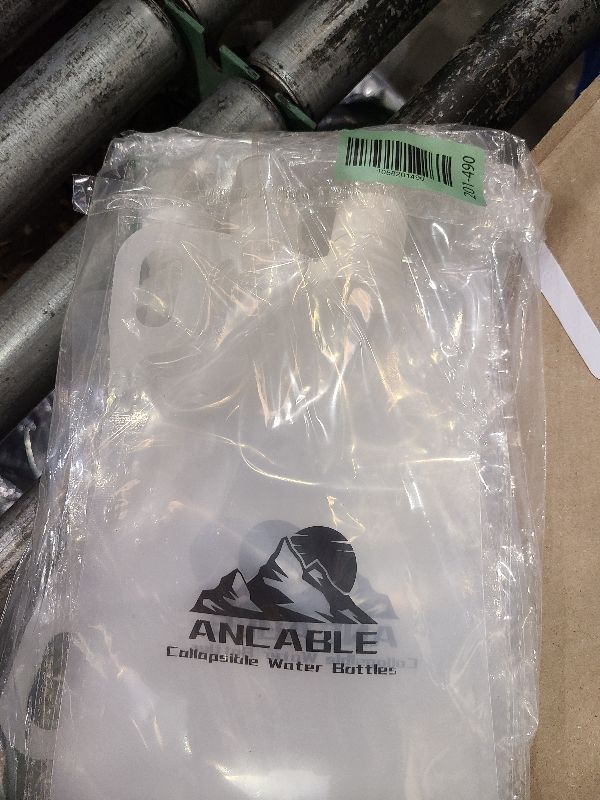 201-490
ANCABLE
Collapsible Water Bottles